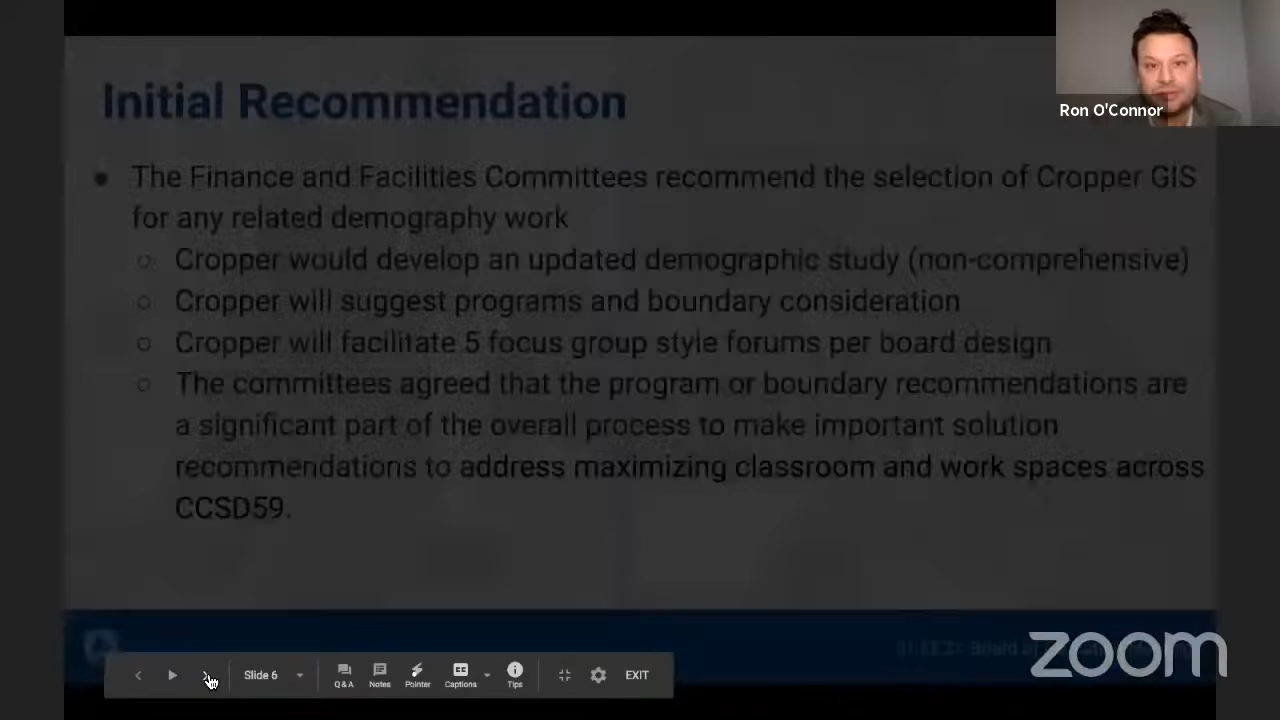 Initial Recommendation
Ron O'Connor
● The Finance and Facilities Committees recommend the selection of Cropper GIS
for any related demography work
○ Cropper would develop an updated demographic study (non-comprehensive)
○ Cropper will suggest programs and boundary consideration
○ Cropper will facilitate 5 focus group style forums per board design
○ The committees agreed that the program or boundary recommendations are
a significant part of the overall process to make important solution
recommendations to address maximizing classroom and work spaces across
CCSD59.
Board of
zoom
Slide 6
Q&A
Notes
Pointer
CC
Captions
Tips
EXIT